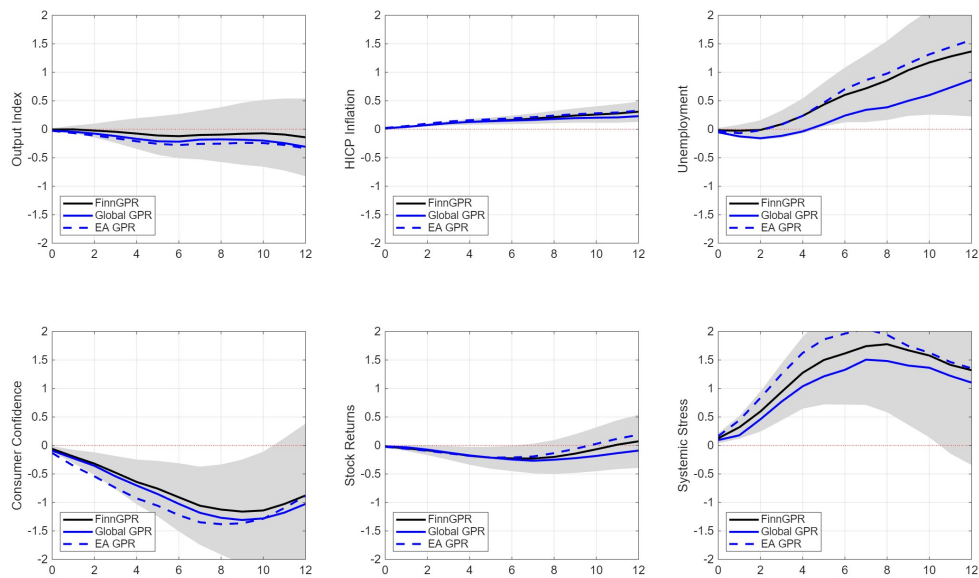 Output Index
2
1.5
1
0.5
0
-0.5
-1
-1.5
-2
FinnGPR
Global GPR
EA GPR
0 2 4 6 8 10 12
HICP Inflation
2
1.5
1
0.5
0
-0.5
-1
-1.5
-2
FinnGPR
Global GPR
EA GPR
0 2 4 6 8 10 12
Unemployment
2
1.5
1
0.5
0
-0.5
-1
-1.5
-2
FinnGPR
Global GPR
EA GPR
0 2 4 6 8 10 12
Consumer Confidence
2
1.5
1
0.5
0
-0.5
-1
-1.5
-2
FinnGPR
Global GPR
EA GPR
0 2 4 6 8 10 12
Stock Returns
2
1.5
1
0.5
0
-0.5
-1
-1.5
-2
FinnGPR
Global GPR
EA GPR
0 2 4 6 8 10 12
Systemic Stress
2
1.5
1
0.5
0
-0.5
-1
-1.5
-2
FinnGPR
Global GPR
EA GPR
0 2 4 6 8 10 12